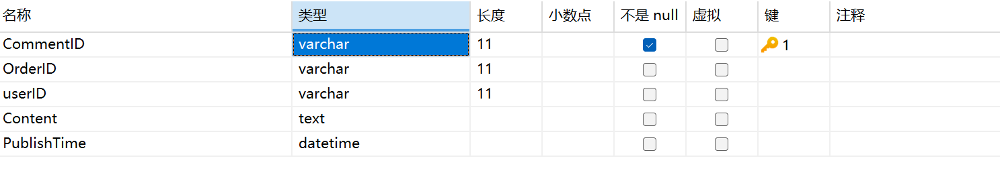 名称 类型 长度 小数点 不是 null 虚拟 键 注释
CommentID varchar 11 1
OrderID varchar 11
userID varchar 11
Content text
PublishTime datetime